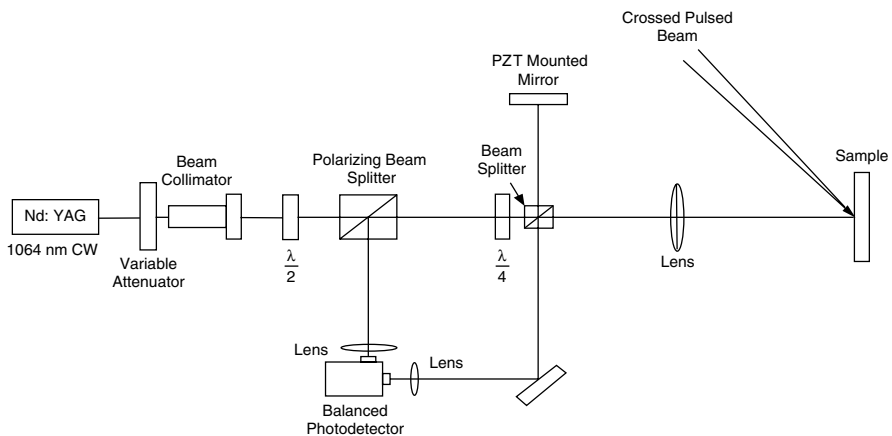 Crossed Pulsed
Beam
PZT Mounted
Mirror
Beam
Splitter
Sample
Polarizing Beam
Splitter
Beam
Collimator
Nd: YAG
1064 nm CW
Variable
Attenuator
λ
2
λ
4
Lens
Lens
Lens
Balanced
Photodetector